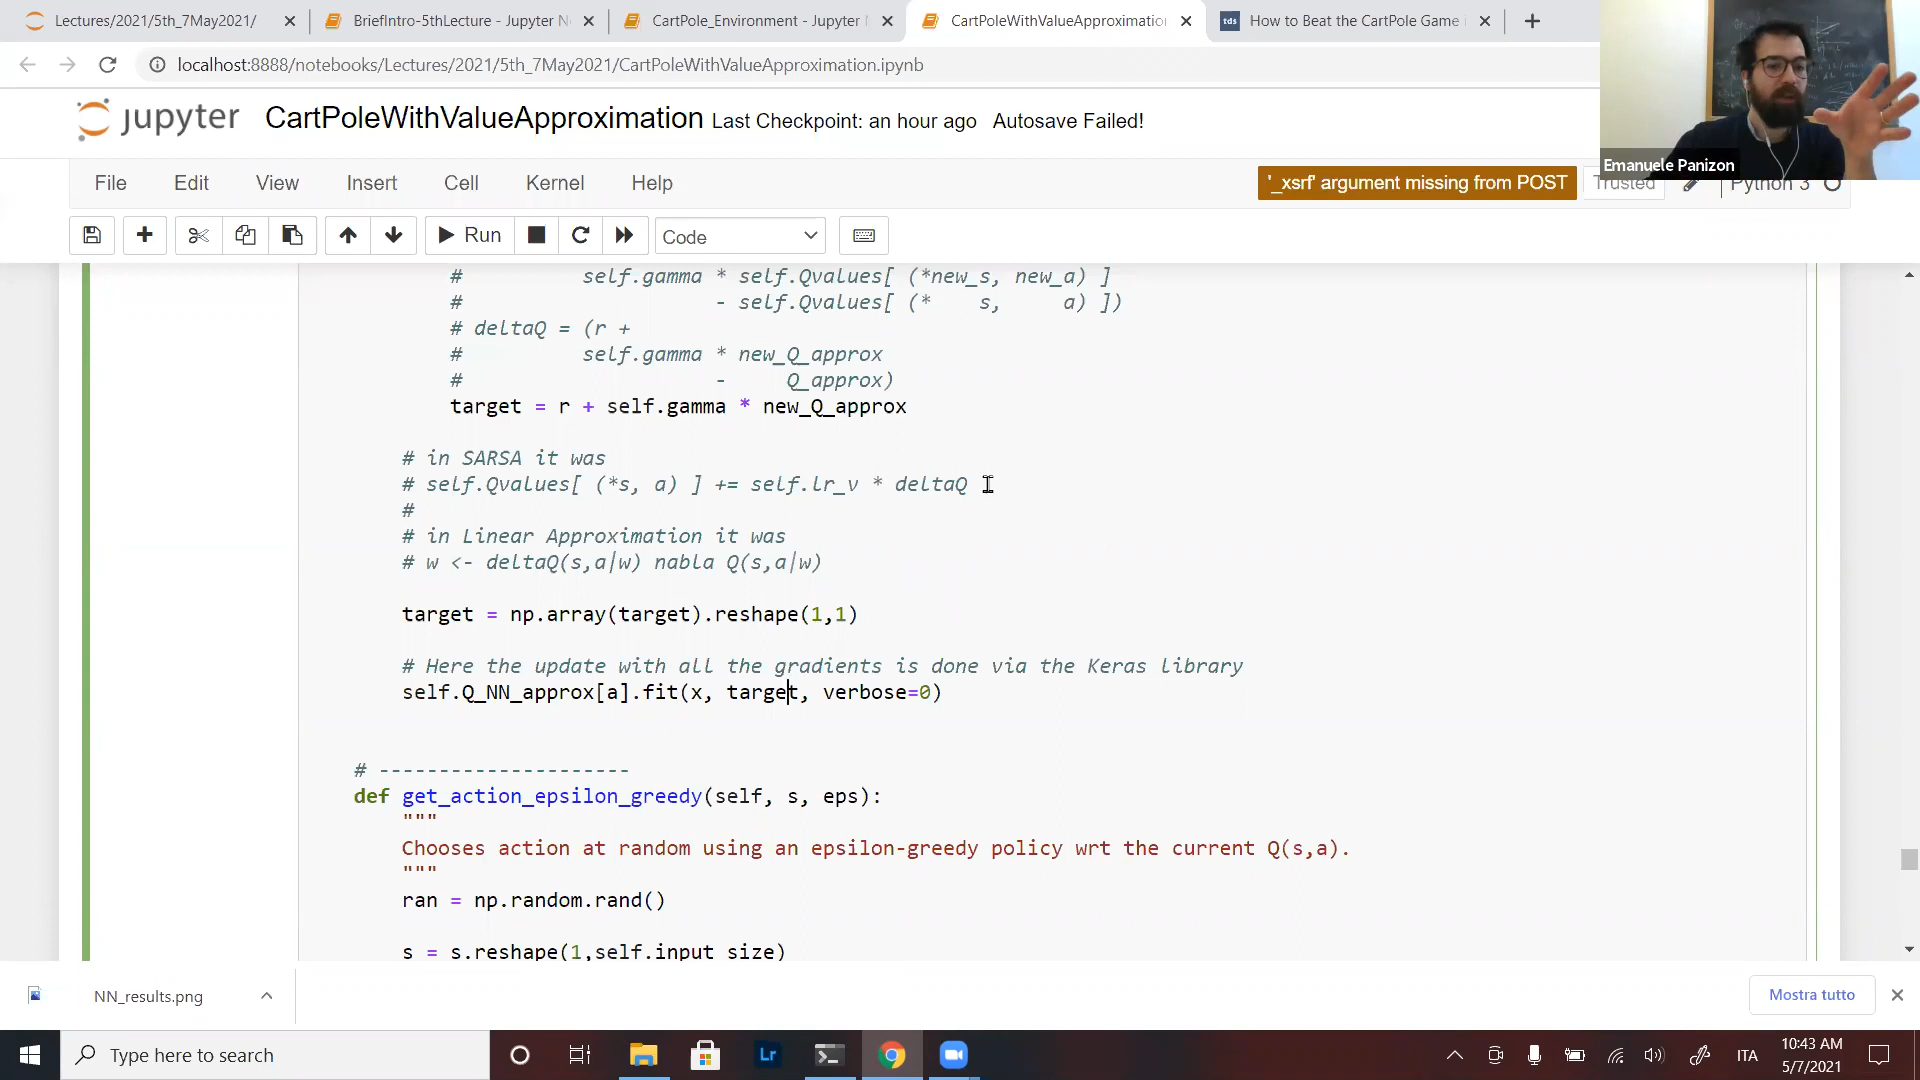 Lectures/2021/5th_7May2021/
BriefIntro-5thLecture - Jupyter N
CartPole_Environment - Jupyter
CartPoleWithValueApproximatio
tds How to Beat the CartPole Game i
localhost:8888/notebooks/Lectures/2021/5th_7May2021/CartPoleWithValueApproximation.ipynb
jupyter CartPoleWithValueApproximation Last Checkpoint: an hour ago Autosave Failed!
Emanuele Panizon
File Edit View Insert Cell Kernel Help '_xsrf' argument missing from POST Trusted Python 3
Run Code
# self.gamma * self.Qvalues[ (*new_s, new_a) ]
# - self.Qvalues[ (* s, a) ])
# deltaQ = (r +
# self.gamma * new_Q_approx
# - Q_approx)
target = r + self.gamma * new_Q_approx
# in SARSA it was
# self.Qvalues[ (*s, a) ] += self.lr_v * deltaQ
#
# in Linear Approximation it was
# w <- deltaQ(s,a|w) nabla Q(s,a|w)
target = np.array(target).reshape(1,1)
# Here the update with all the gradients is done via the Keras library
self.Q_NN_approx[a].fit(x, target, verbose=0)
# ---------------------
def get_action_epsilon_greedy(self, s, eps):
"""
Chooses action at random using an epsilon-greedy policy wrt the current Q(s,a).
"""
ran = np.random.rand()
s = s.reshape(1,self.input_size)
NN_results.png
Mostra tutto
Type here to search
Lr
ITA
10:43 AM
5/7/2021